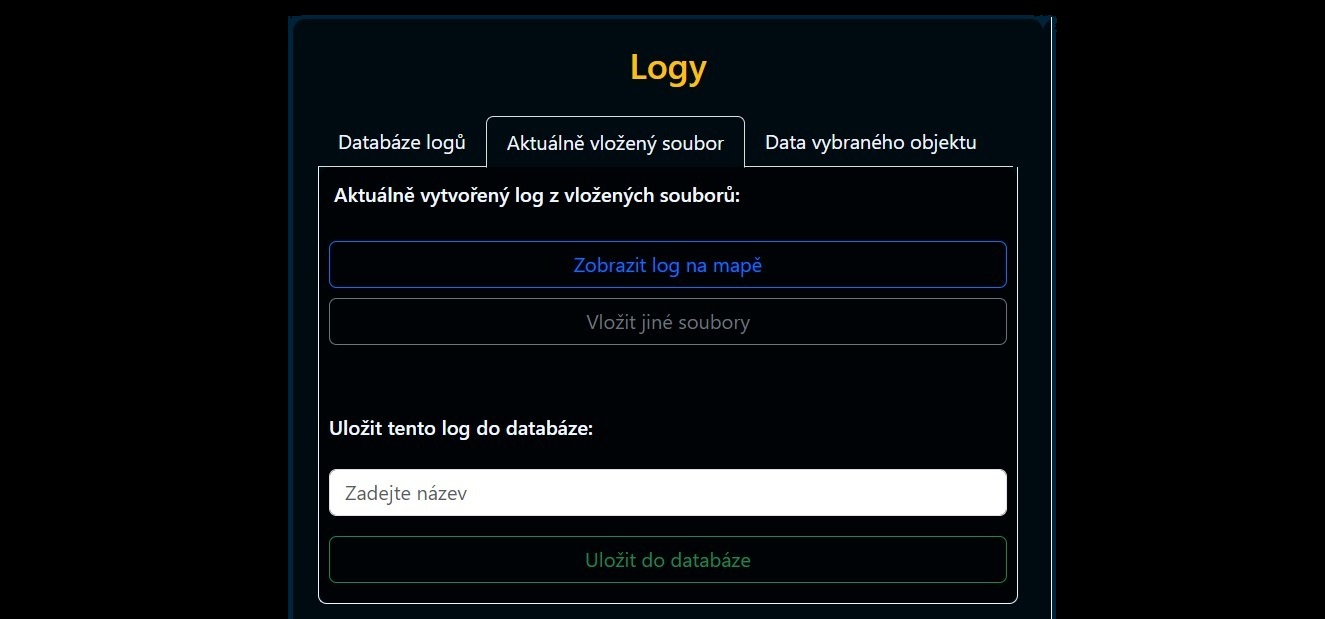 Logy
Databáze logů
Aktuálně vložený soubor
Data vybraného objektu
Aktuálně vytvořený log z vložených souborů:
Zobrazit log na mapě
Vložit jiné soubory
Uložit tento log do databáze:
Zadejte název
Uložit do databáze